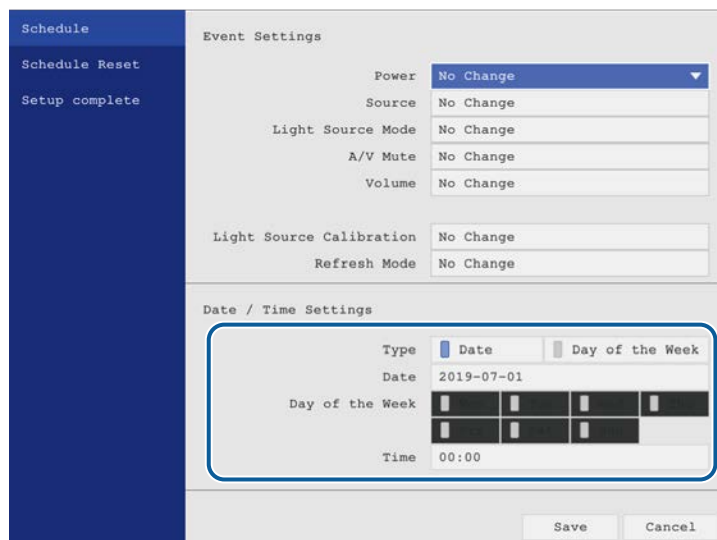 Schedule
Schedule Reset
Setup complete
Event Settings
Power No Change
Source No Change
Light Source Mode No Change
A/V Mute No Change
Volume No Change
Light Source Calibration No Change
Refresh Mode No Change
Date / Time Settings
Type Date Day of the Week
Date 2019-07-01
Day of the Week
Time 00:00
Save Cancel